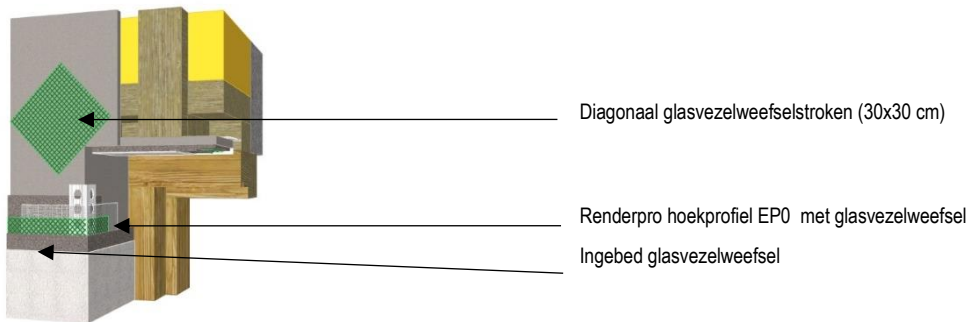 Diagonaal glasvezelweefselstroken (30x30 cm)
Renderpro hoekprofiel EP0 met glasvezelweefsel
Ingebed glasvezelweefsel